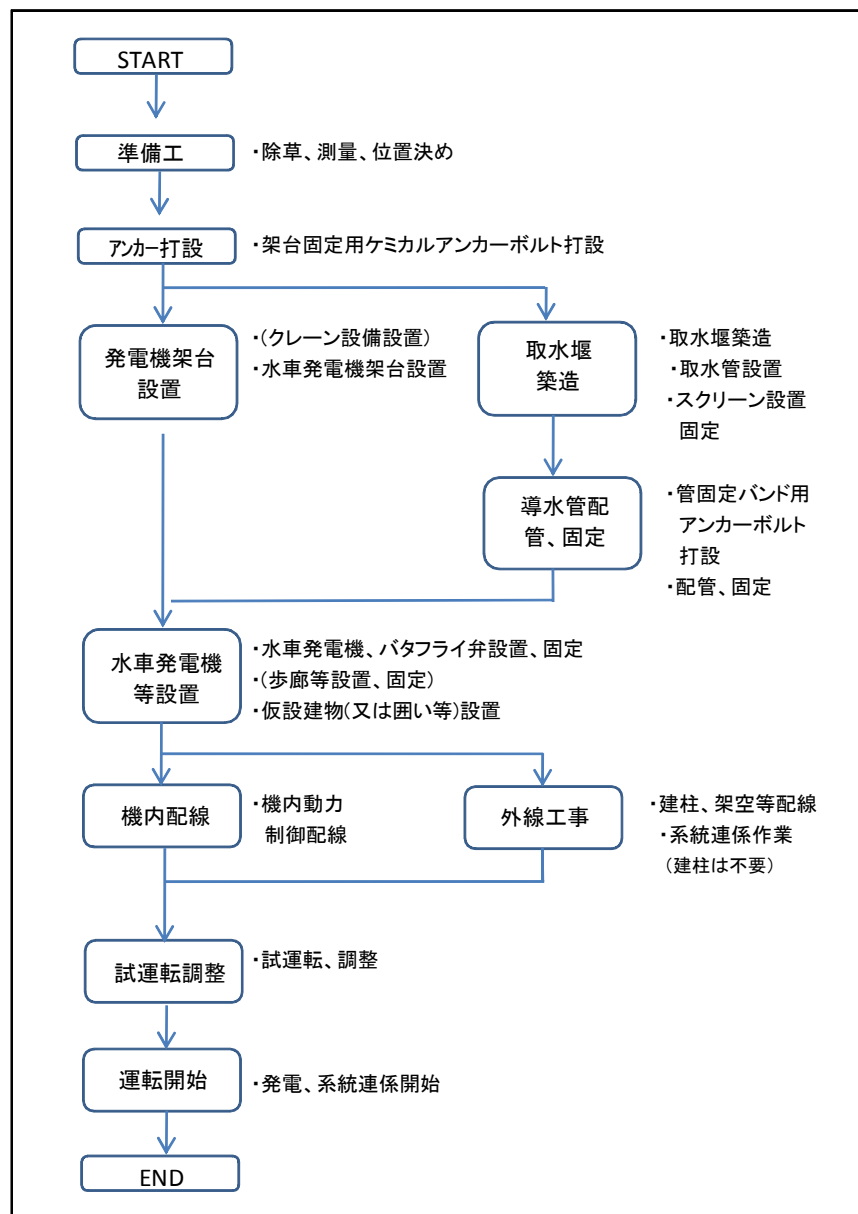 START
準備工
・除草、測量、位置決め
アンカー打設
・架台固定用ケミカルアンカーボルト打設
発電機架台
設置
・(クレーン設備設置)
・水車発電機架台設置
取水堰
築造
・取水堰築造
・取水管設置
・スクリーン設置
固定
導水管配
管、固定
・管固定バンド用
アンカーボルト
打設
・配管、固定
水車発電機
等設置
・水車発電機、バタフライ弁設置、固定
・(歩廊等設置、固定)
・仮設建物(又は囲い等)設置
機内配線
・機内動力
制御配線
外線工事
・建柱、架空等配線
・系統連係作業
(建柱は不要)
試運転調整
・試運転、調整
運転開始
・発電、系統連係開始
END